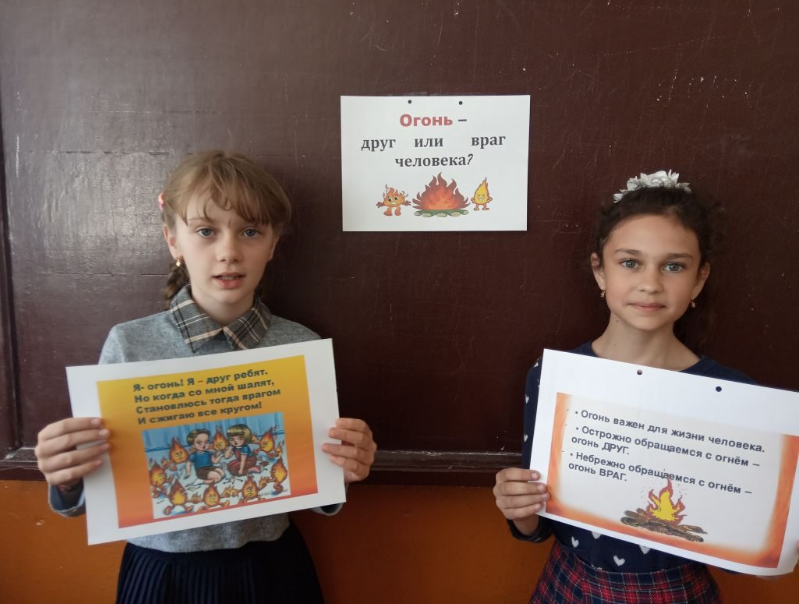 Огонь –
друг или враг
человека?
Я- огонь! Я – друг ребят.
Но когда со мной шалят,
Становлюсь тогда врагом
И сжигаю все кругом!
• Огонь важен для жизни человека.
• Острожно обращаемся с огнём –
огонь ДРУГ.
• Небрежно обращаемся с огнём –
огонь ВРАГ.